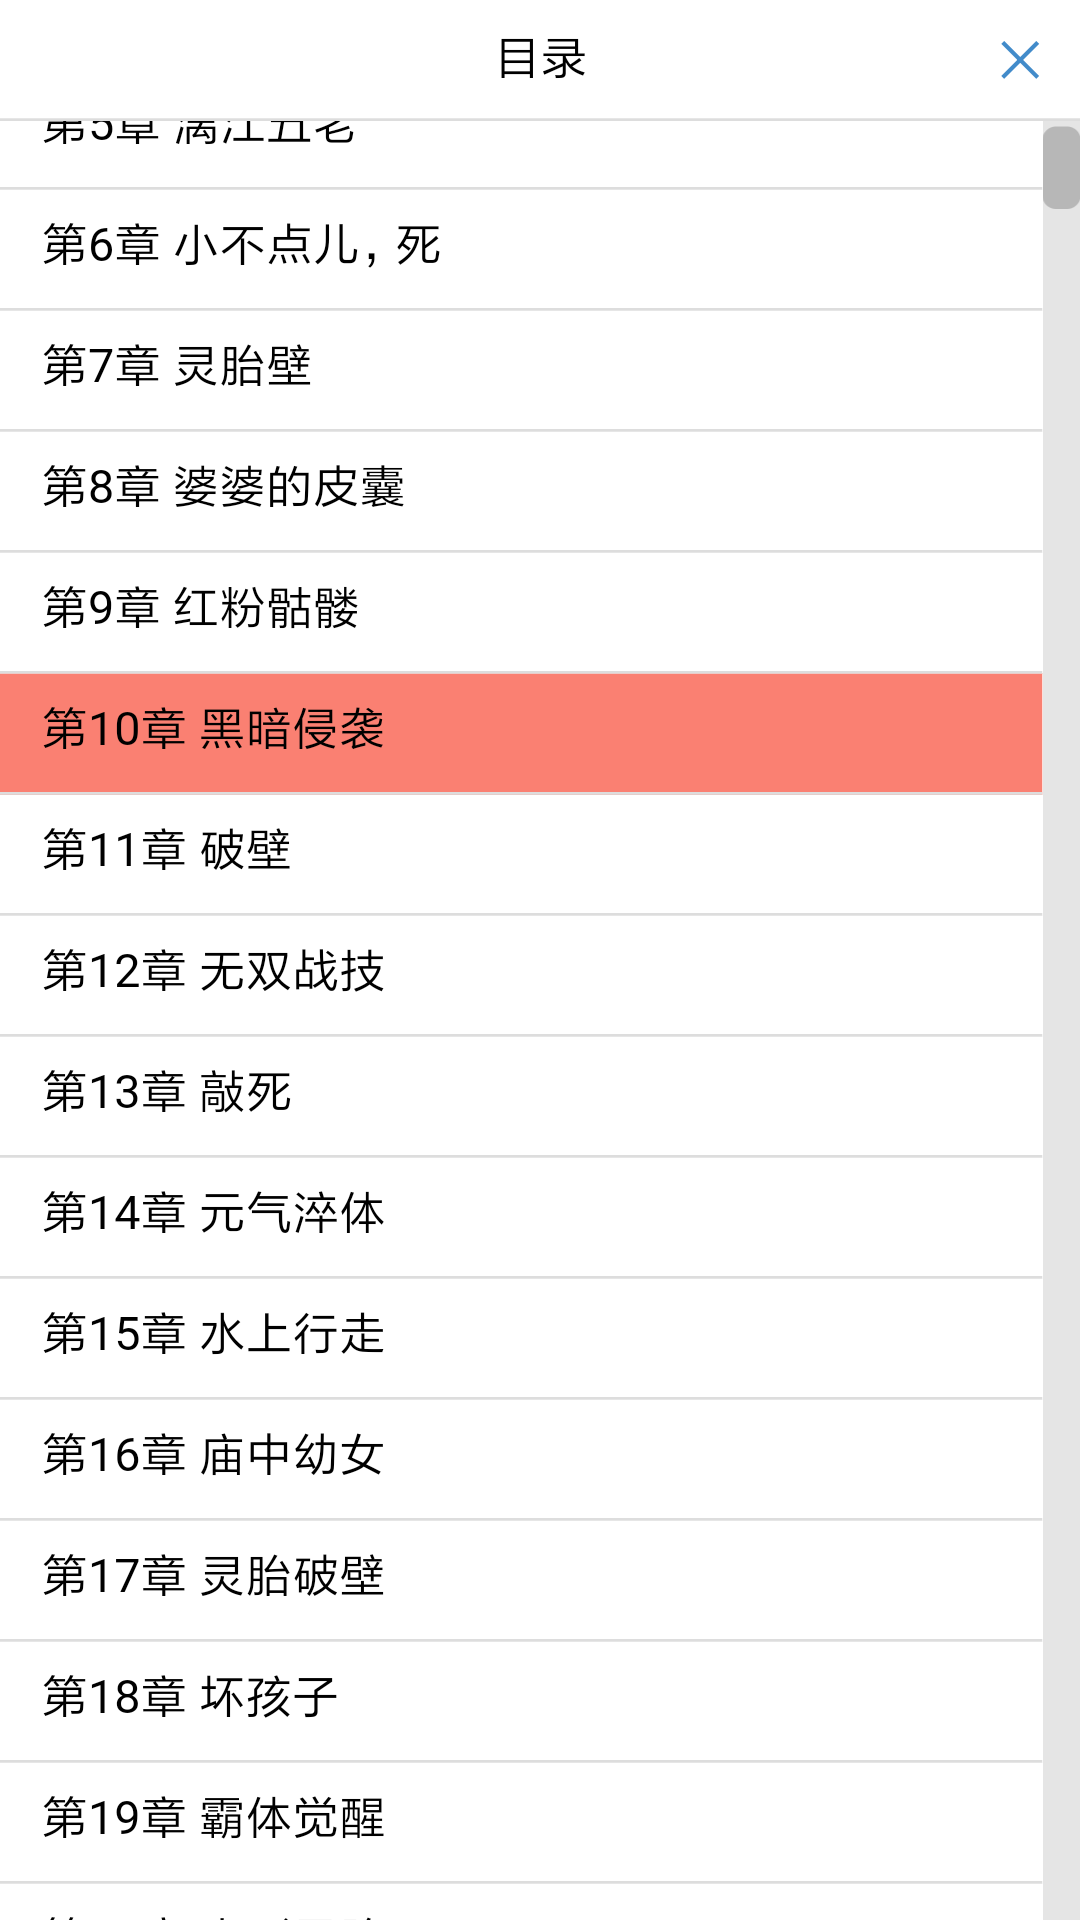 目录
第5章 漓江五老
第6章 小不点儿，死
第7章 灵胎壁
第8章 婆婆的皮囊
第9章 红粉骷髅
第10章 黑暗侵袭
第11章 破壁
第12章 无双战技
第13章 敲死
第14章 元气淬体
第15章 水上行走
第16章 庙中幼女
第17章 灵胎破壁
第18章 坏孩子
第19章 霸体觉醒